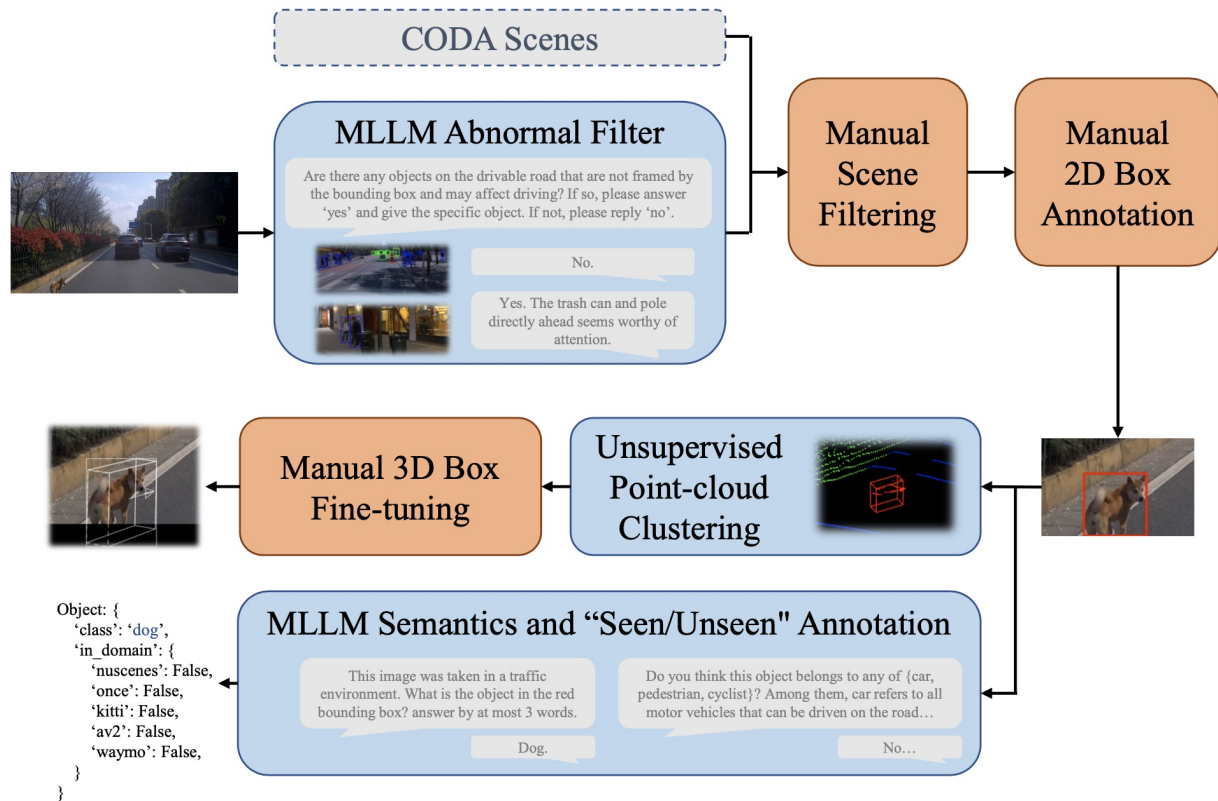 CODA Scenes
MLLM Abnormal Filter
Are there any objects on the drivable road that are not framed by
the bounding box and may affect driving? If so, please answer
‘yes’ and give the specific object. If not, please reply ‘no’.
No.
Yes. The trash can and pole
directly ahead seems worthy of
attention.
Manual
Scene
Filtering
Manual
2D Box
Annotation
Manual 3D Box
Fine-tuning
Unsupervised
Point-cloud
Clustering
Object: {
‘class’: ‘dog’,
‘in_domain’: {
‘nuscenes’: False,
‘once’: False,
‘kitti’: False,
‘av2’: False,
‘waymo’: False,
}
}
MLLM Semantics and “Seen/Unseen" Annotation
This image was taken in a traffic
environment. What is the object in the red
bounding box? answer by at most 3 words.
Dog.
Do you think this object belongs to any of {car,
pedestrian, cyclist}? Among them, car refers to all
motor vehicles that can be driven on the road…
No…